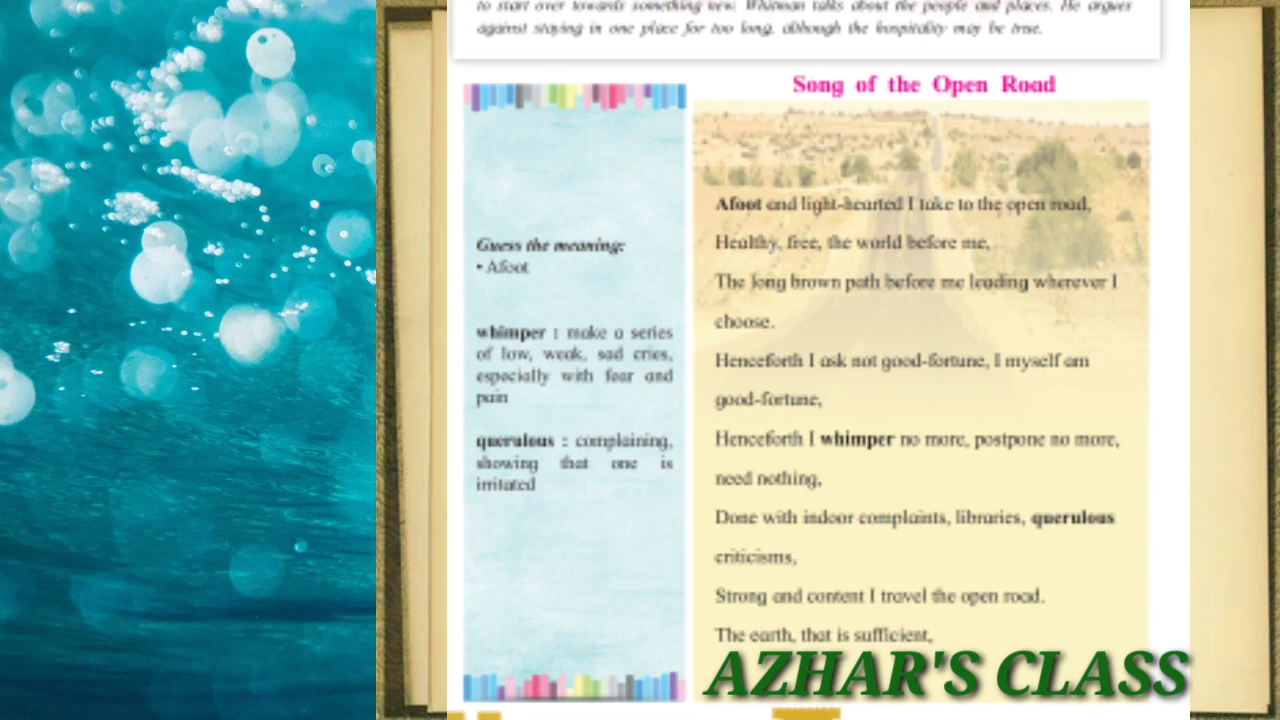 to start over towards something new. Whitman talks about the people and places. He argues
against staying in one place for too long, although the hospitality may be true.
Song of the Open Road
Guess the meaning:
• Afoot
whimper : make a series
of low, weak, sad cries,
especially with fear and
pain
querulous : complaining,
showing that one is
irritated
Afoot and light-hearted I take to the open road,
Healthy, free, the world before me,
The long brown path before me leading wherever I
choose.
Henceforth I ask not good-fortune, I myself am
good-fortune,
Henceforth I whimper no more, postpone no more,
need nothing,
Done with indoor complaints, libraries, querulous
criticisms,
Strong and content I travel the open road.
The earth, that is sufficient,
AZHAR'S CLASS